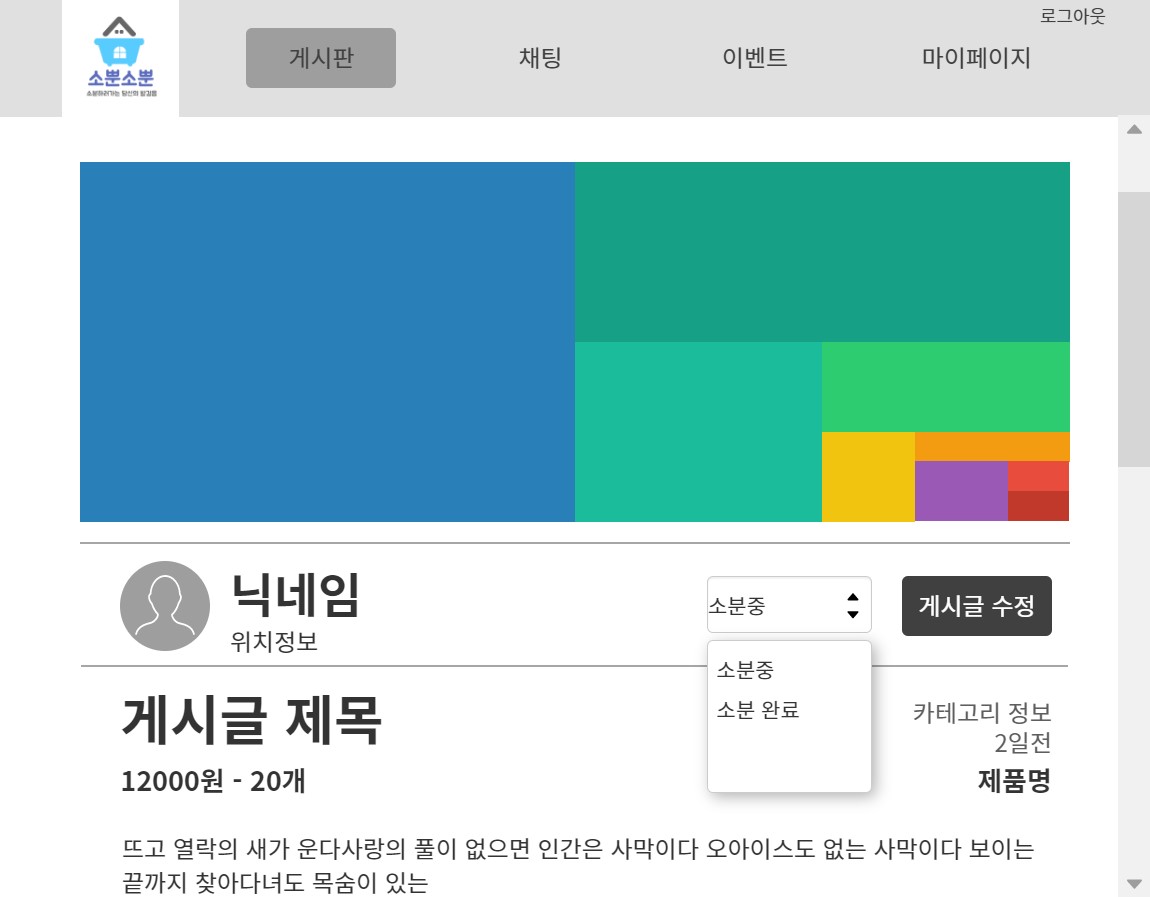 로그아웃
소뿐소뿐
게시판
채팅
이벤트
마이페이지
닉네임
위치정보
소분중
게시글 수정
소분중
소분 완료
게시글 제목
카테고리 정보
2일전
12000원 - 20개
제품명
뜨고 열락의 새가 운다사랑의 풀이 없으면 인간은 사막이다 오아이스도 없는 사막이다 보이는
끝까지 찾아다녀도 목숨이 있는